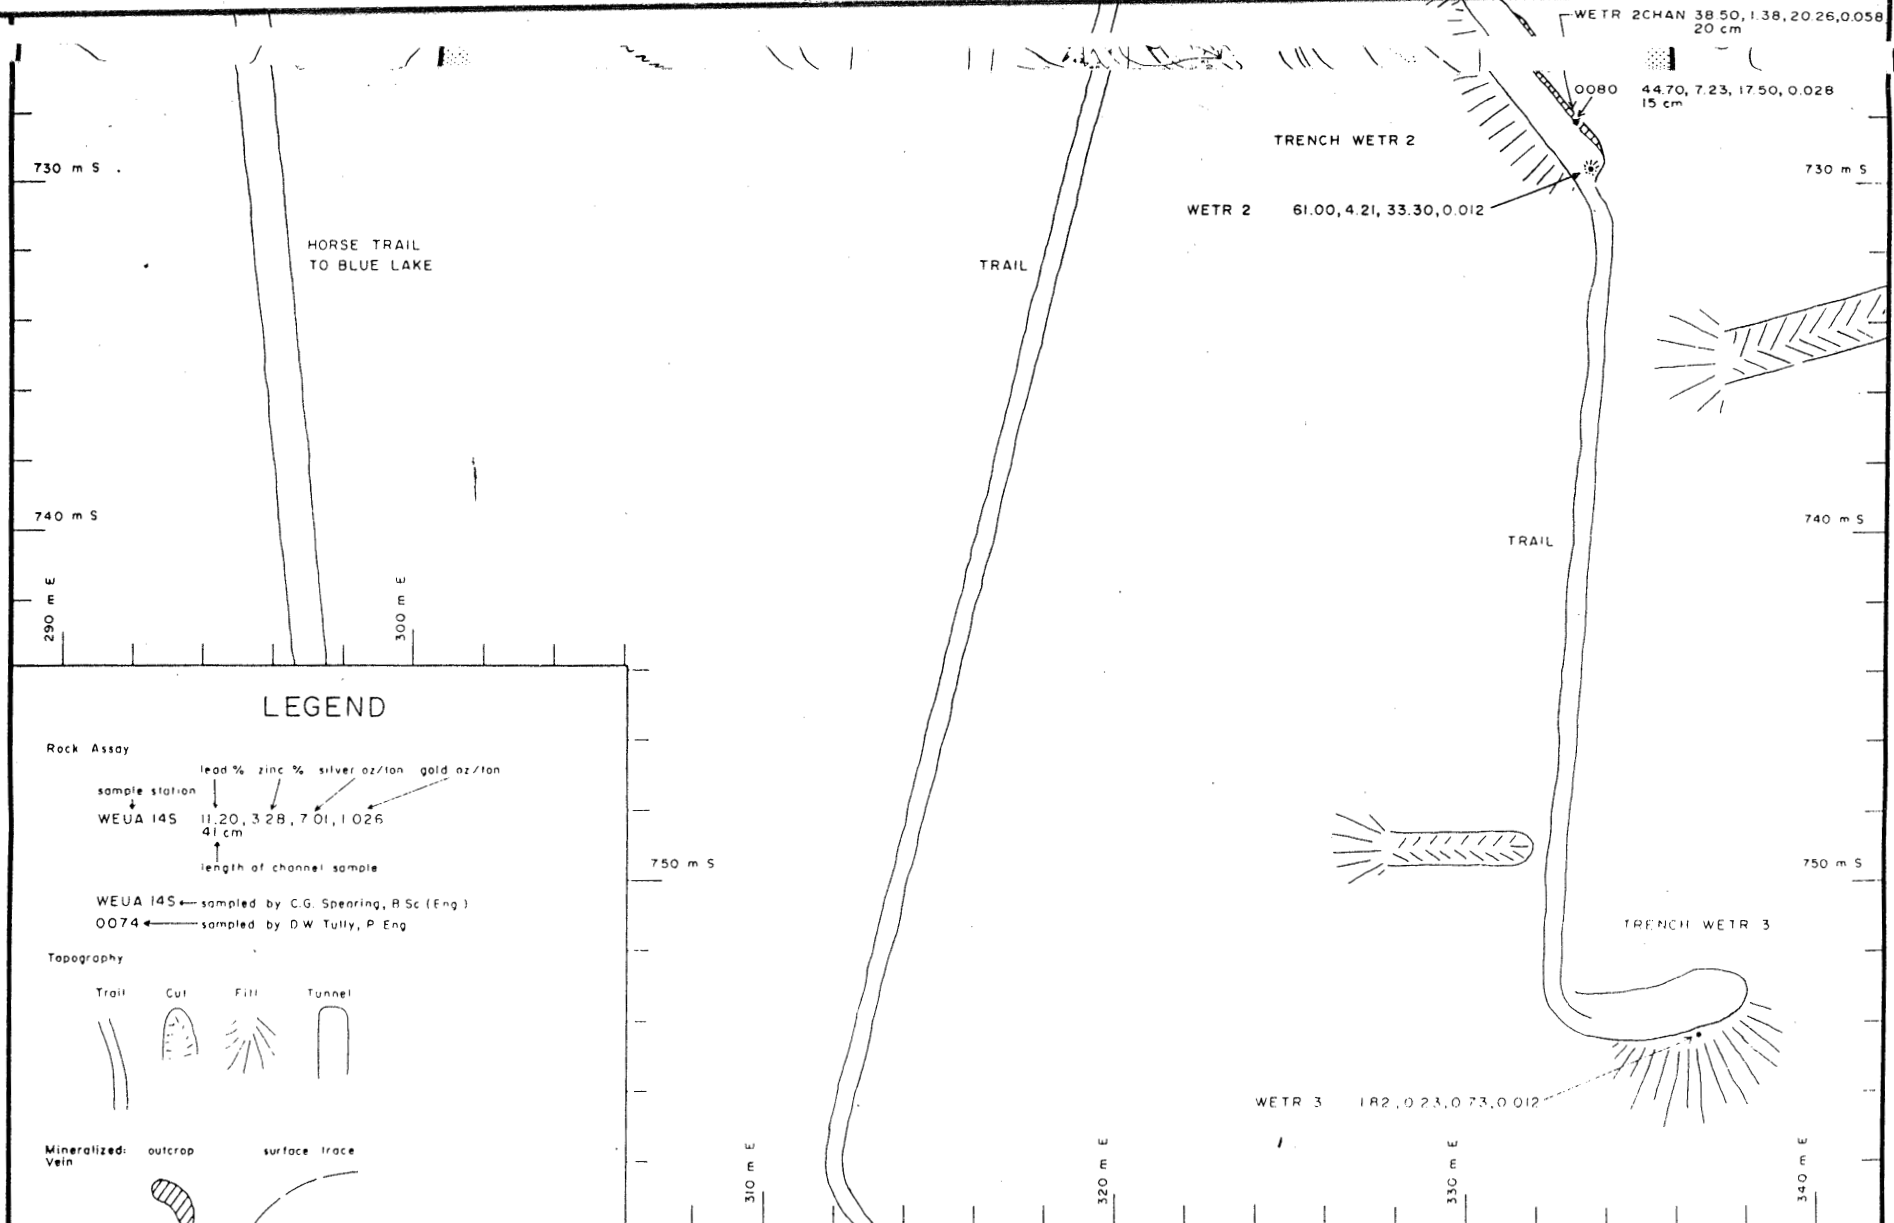 WETR 2CHAN 38.50, 1.38, 20.26, 0.058
20 cm
0080 44.70, 7.23, 17.50, 0.028
15 cm
TRENCH WETR 2
730 m S
730 m S
WETR 2 61.00, 4.21, 33.30, 0.012
HORSE TRAIL
TO BLUE LAKE
TRAIL
740 m S
740 m S
TRAIL
290 m E
300 m E
LEGEND
Rock Assay
lead % zinc % silver oz/ton gold oz/ton
sample station
WEUA 14S 11.20, 3.28, 7.01, 1.026
41 cm
length of channel sample
750 m S
750 m S
WEUA 14S sampled by C.G. Spearing, B.Sc (Eng.)
0074 sampled by D.W. Tully, P. Eng
TRENCH WETR 3
Topography
Trail Cut Fill Tunnel
WETR 3 1.82, 0.23, 0.73, 0.012
Mineralized: outcrop surface trace
Vein
310 m E
320 m E
330 m E
340 m E